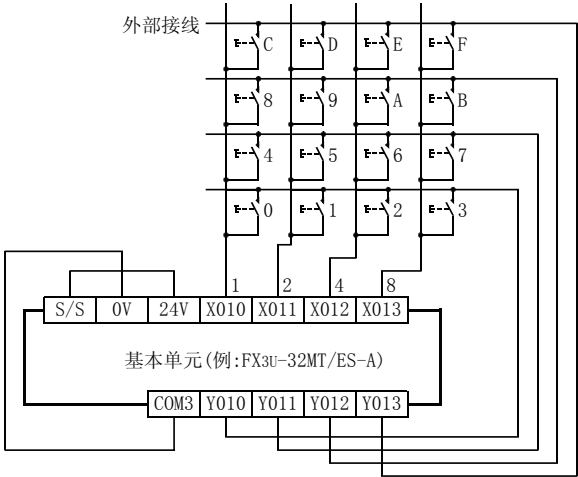 外部接线
C D E F
8 9 A B
4 5 6 7
0 1 2 3
1 2 4 8
S/S 0V 24V X010 X011 X012 X013
基本单元(例:FX3U-32MT/ES-A)
COM3 Y010 Y011 Y012 Y013